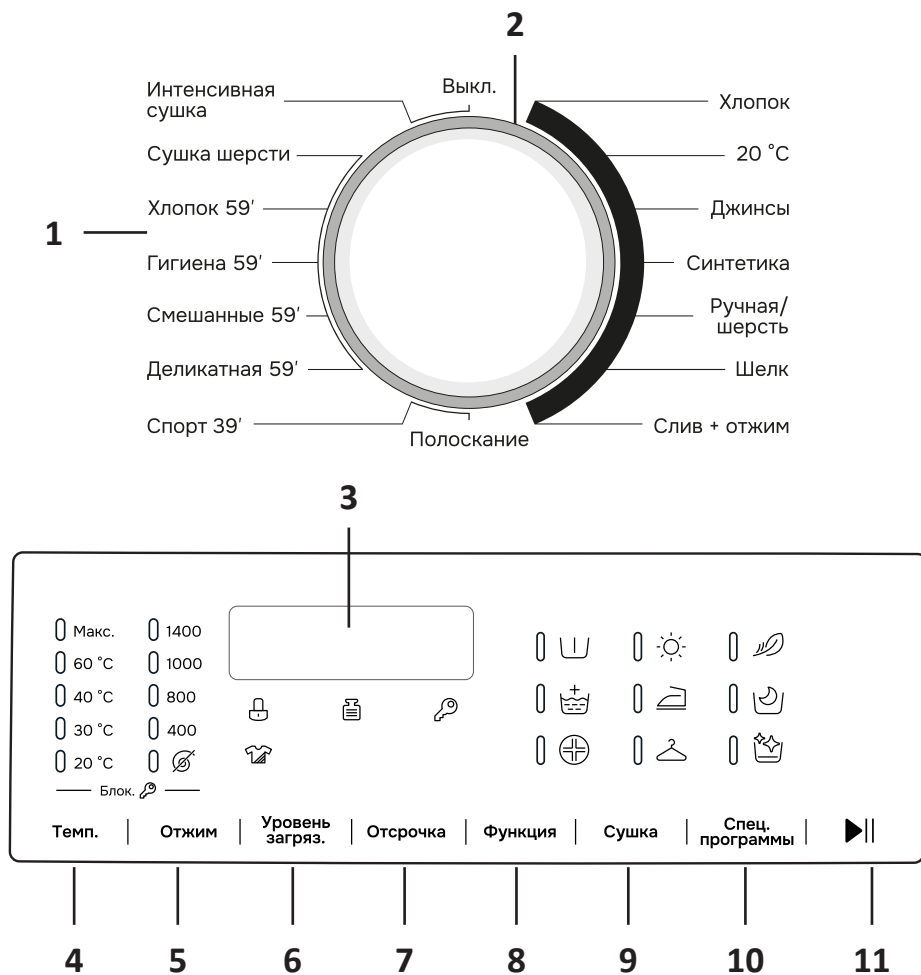 2
Интенсивная
сушка
Выкл.
Хлопок
Сушка шерсти
20 °C
Хлопок 59′
Джинсы
1
Гигиена 59′
Синтетика
Смешанные 59′
Ручная/
шерсть
Деликатная 59′
Шелк
Спорт 39′
Полоскание
Слив + отжим
3
Макс.
1400
60 °C
1000
40 °C
800
30 °C
400
20 °C
Блок.
Темп.
Отжим
Уровень
загряз.
Отсрочка
Функция
Сушка
Спец.
программы
4 5 6 7 8 9 10 11